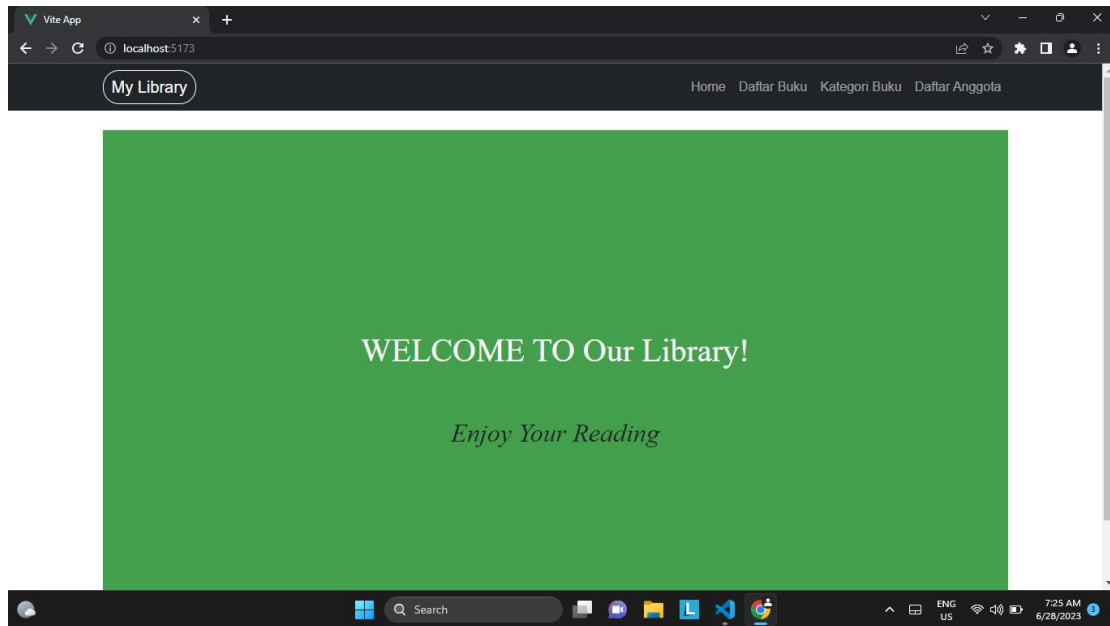 Vite App
localhost:5173
My Library
Home Daftar Buku Kategori Buku Daftar Anggota
WELCOME TO Our Library!
Enjoy Your Reading
Search
L
ENG
US
7:25 AM
6/28/2023
3